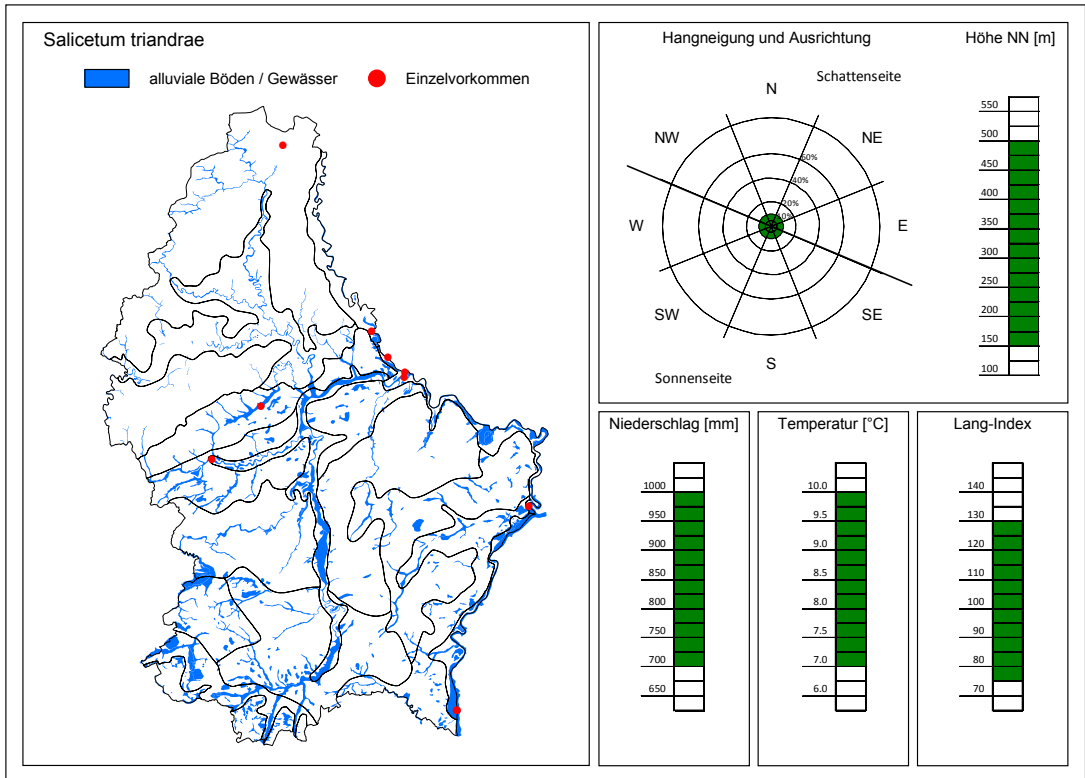 Salicetum triandrae
alluviale Böden / Gewässer
Einzelvorkommen
Hangneigung und Ausrichtung
Schattenseite
N
NW
NE
60%
40%
20%
10%
W
E
SW
SE
S
Sonnenseite
Höhe NN [m]
550
500
450
400
350
300
250
200
150
100
Niederschlag [mm]
1000
950
900
850
800
750
700
650
Temperatur [°C]
10.0
9.5
9.0
8.5
8.0
7.5
7.0
6.0
Lang-Index
140
130
120
110
100
90
80
70